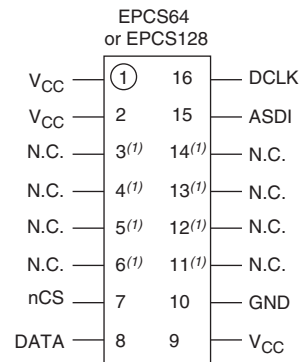 EPCS64
or EPCS128
VCC 1 16 DCLK
VCC 2 15 ASDI
N.C. 3(1) 14(1) N.C.
N.C. 4(1) 13(1) N.C.
N.C. 5(1) 12(1) N.C.
N.C. 6(1) 11(1) N.C.
nCS 7 10 GND
DATA 8 9 VCC